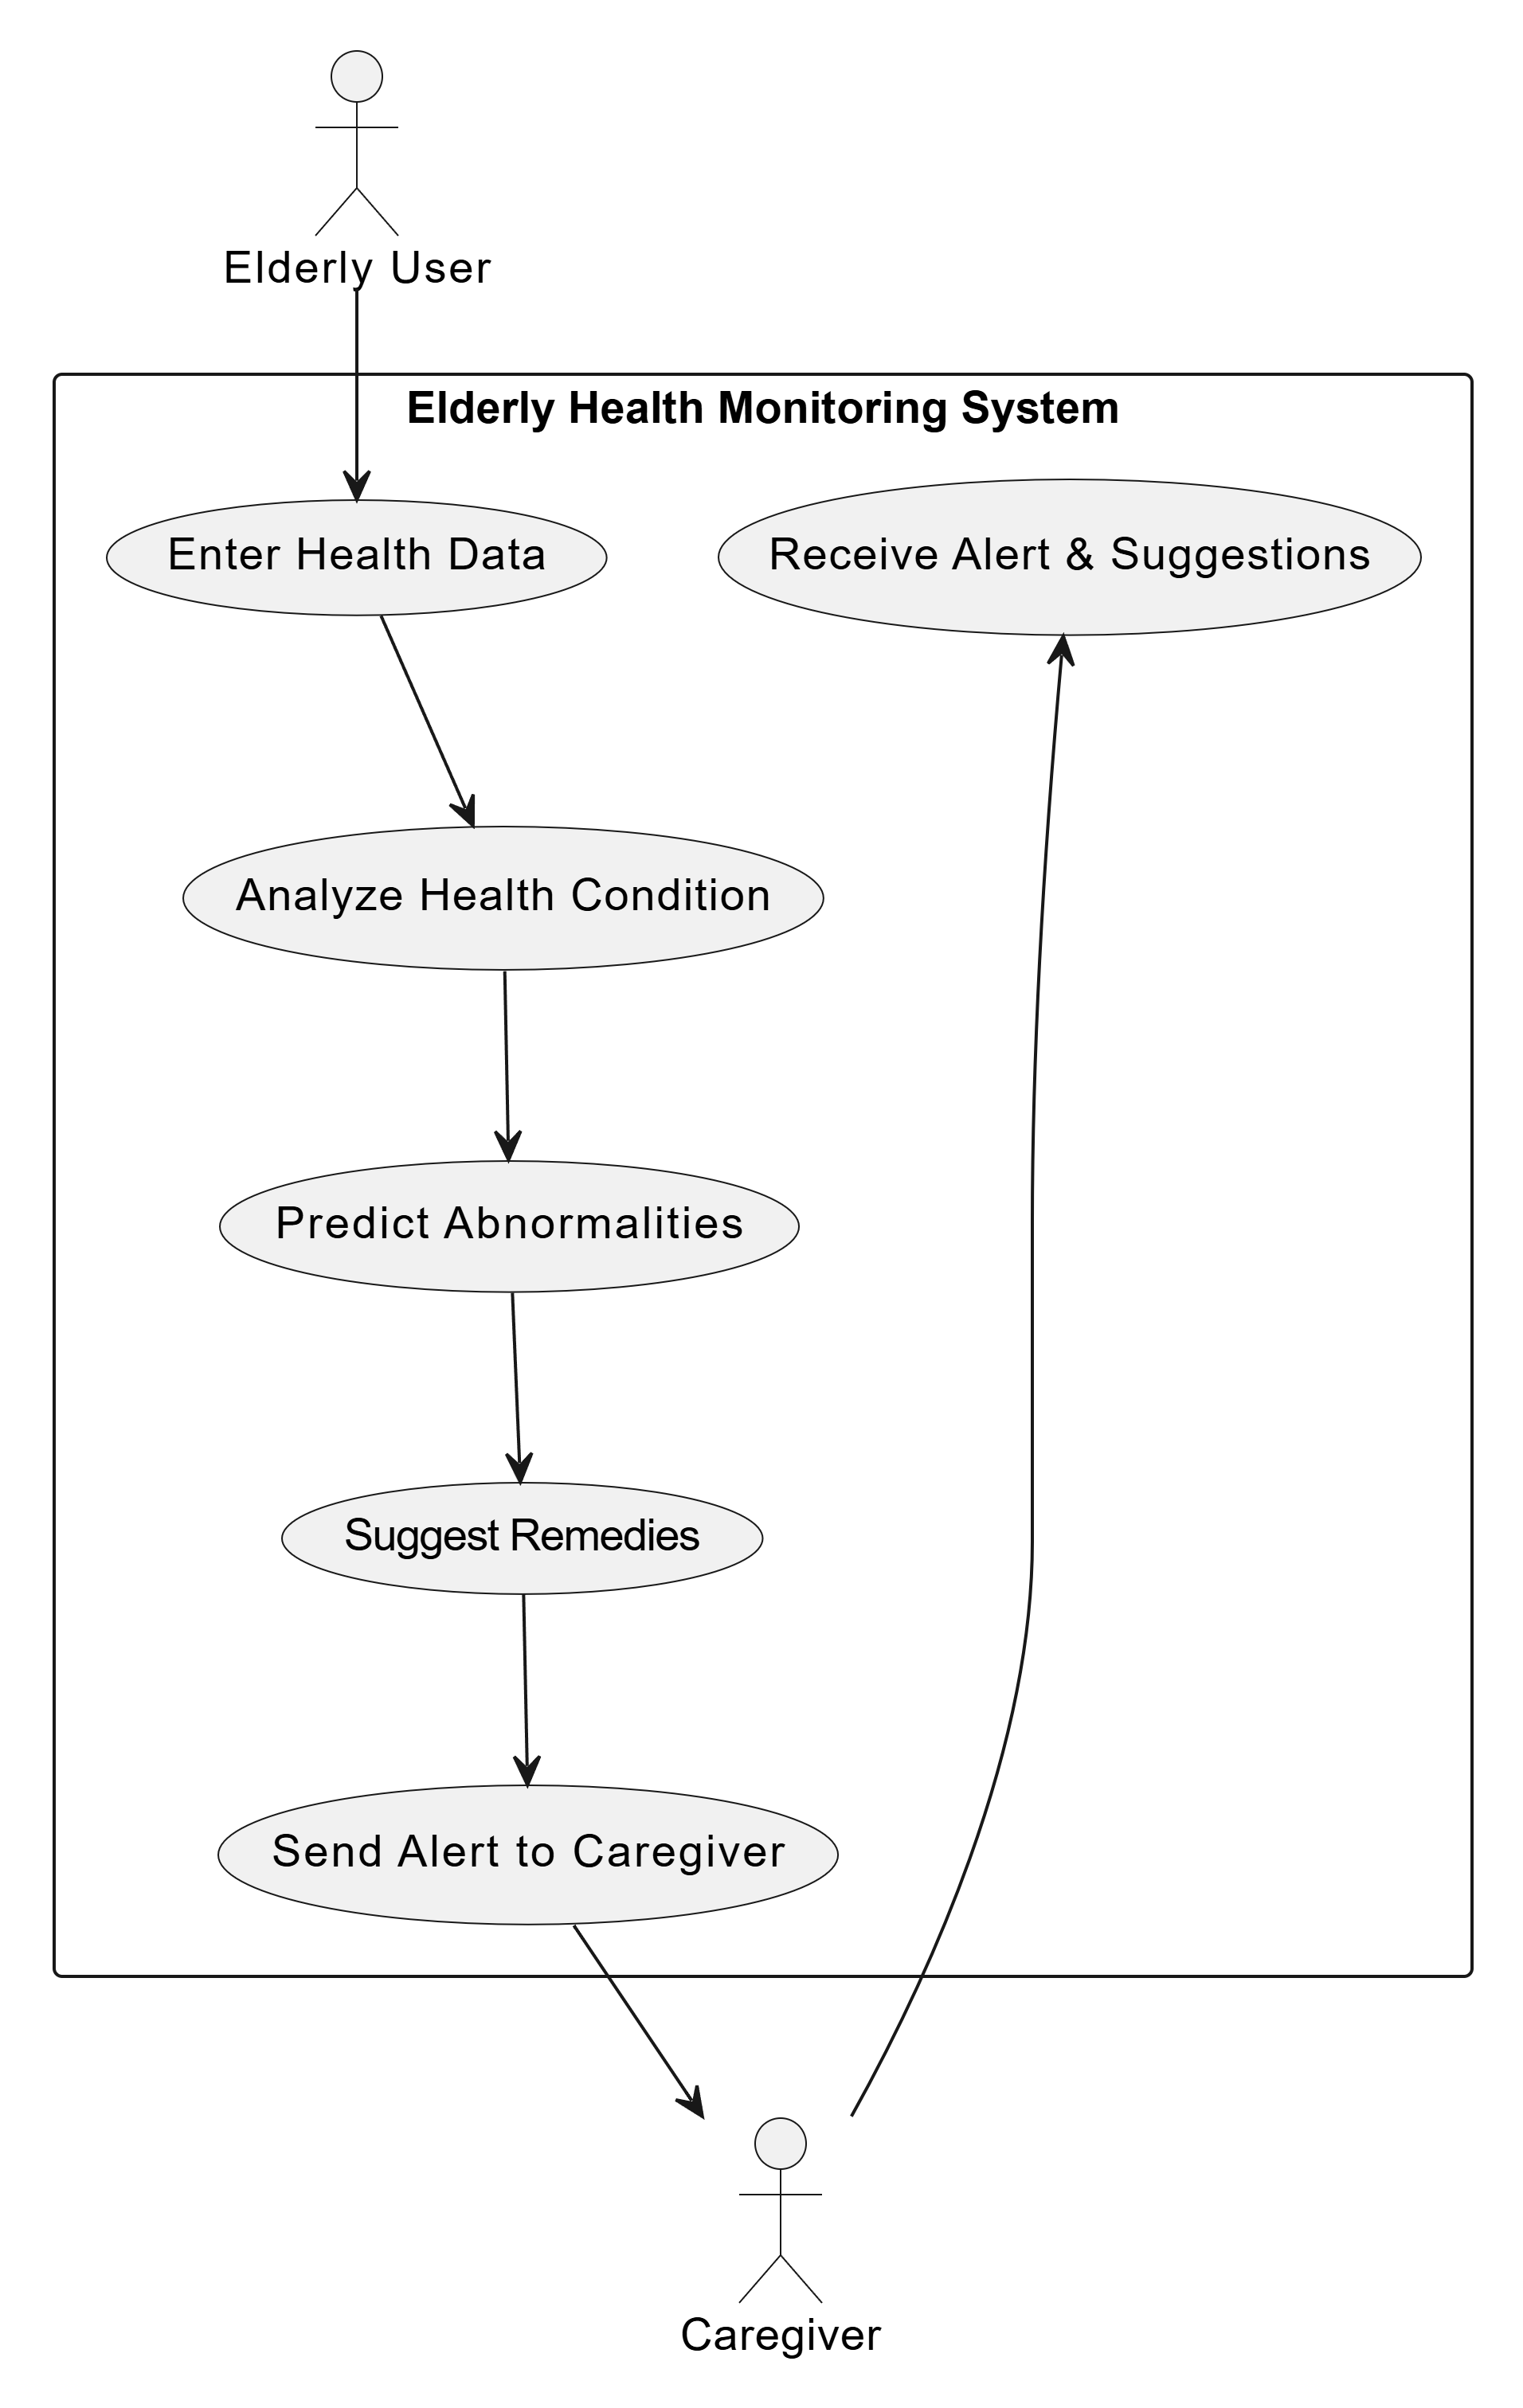 Elderly User
Elderly Health Monitoring System
Enter Health Data
Receive Alert & Suggestions
Analyze Health Condition
Predict Abnormalities
Suggest Remedies
Send Alert to Caregiver
Caregiver